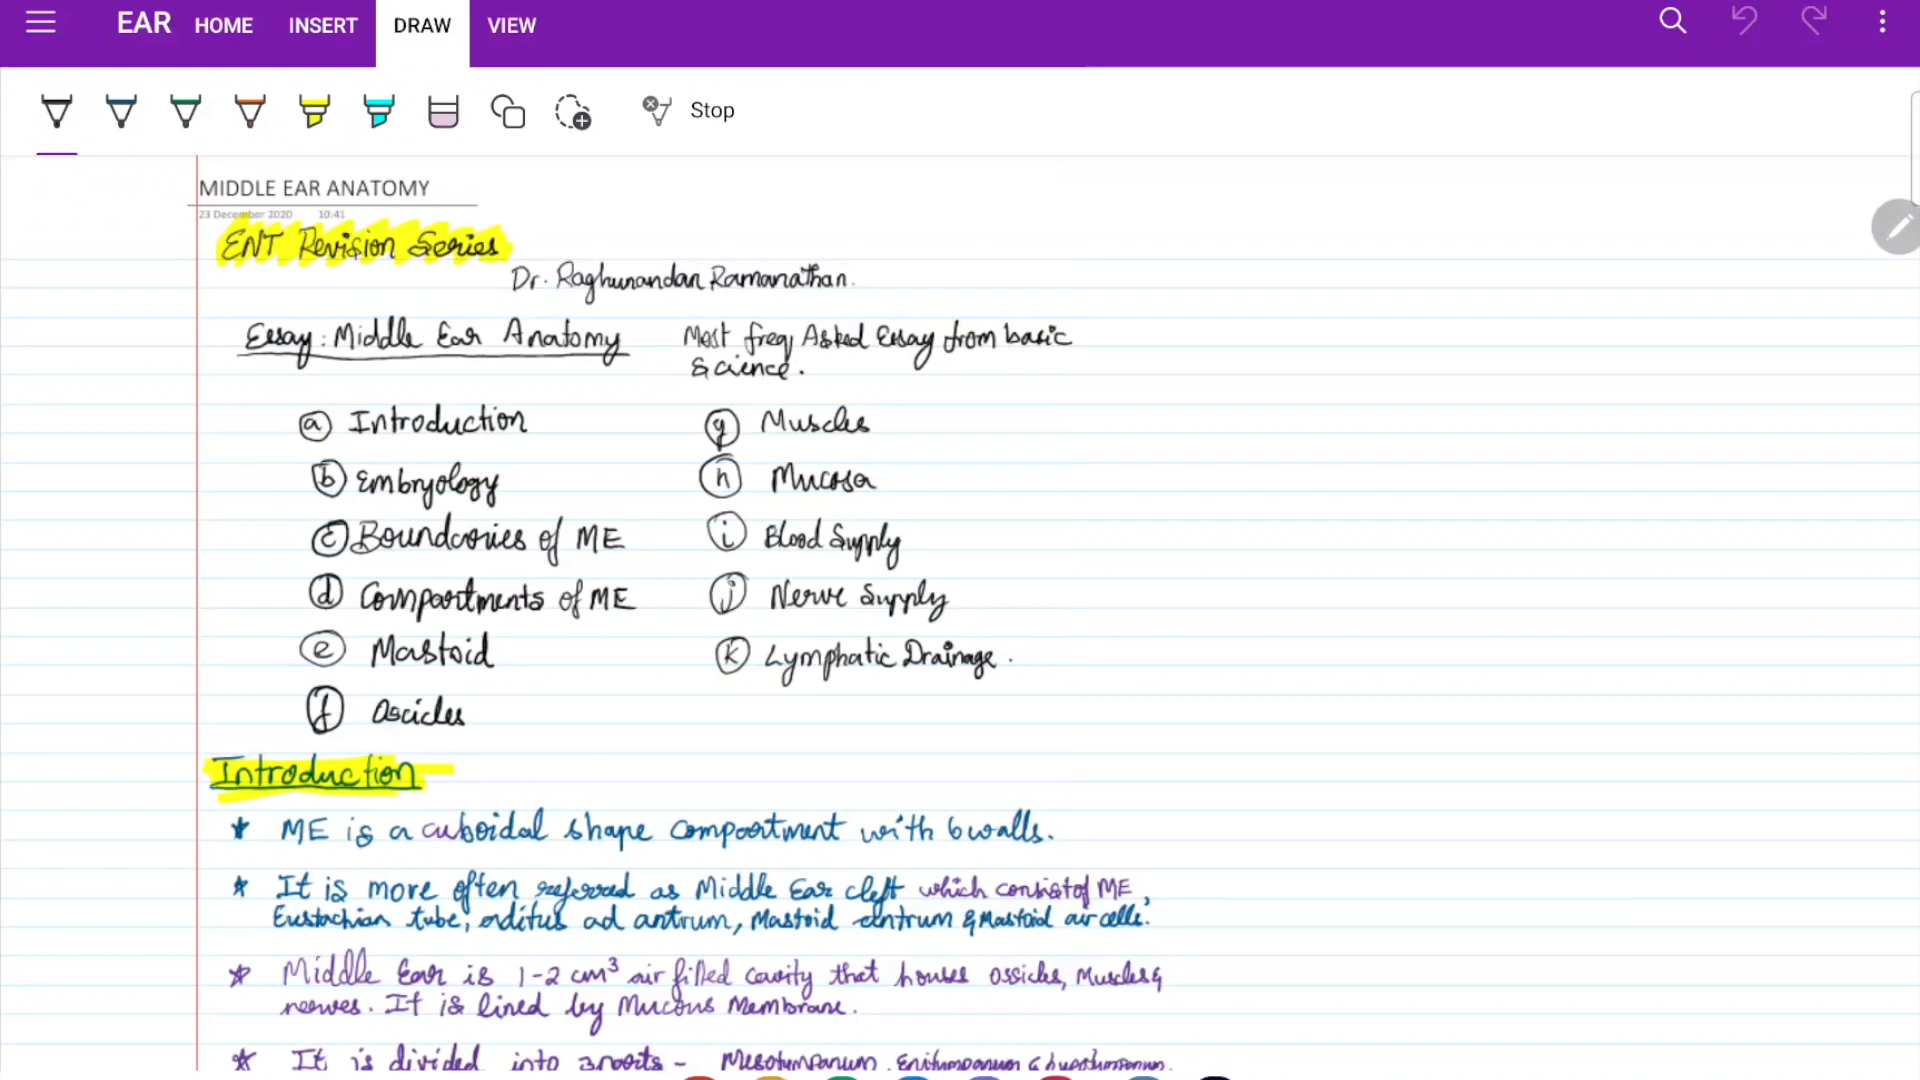 EAR HOME INSERT DRAW VIEW
Stop
MIDDLE EAR ANATOMY
23 December 2020 10:41
ENT Revision Series
Dr. Raghunandan Ramanathan.
Essay: Middle Ear Anatomy
Most freq Asked Essay from basic
Science.
a Introduction
b Embryology
c Boundaries of ME
d Compartments of ME
e Mastoid
f Ossicles
g Muscles
h Mucosa
i Blood Supply
j Nerve Supply
k Lymphatic Drainage.
Introduction
* ME is a cuboidal shape compartment with 6 walls.
* It is more often referred as Middle Ear cleft which consist of ME,
Eustachian tube, aditus ad antrum, Mastoid antrum & Mastoid air cells.
* Middle Ear is 1-2 cm³ air filled cavity that houses ossicles, Muscles &
nerves. It is lined by Mucous Membrane.
* It is divided into 3 parts - Mesotympanum, Epitympanum & hypotympanum.